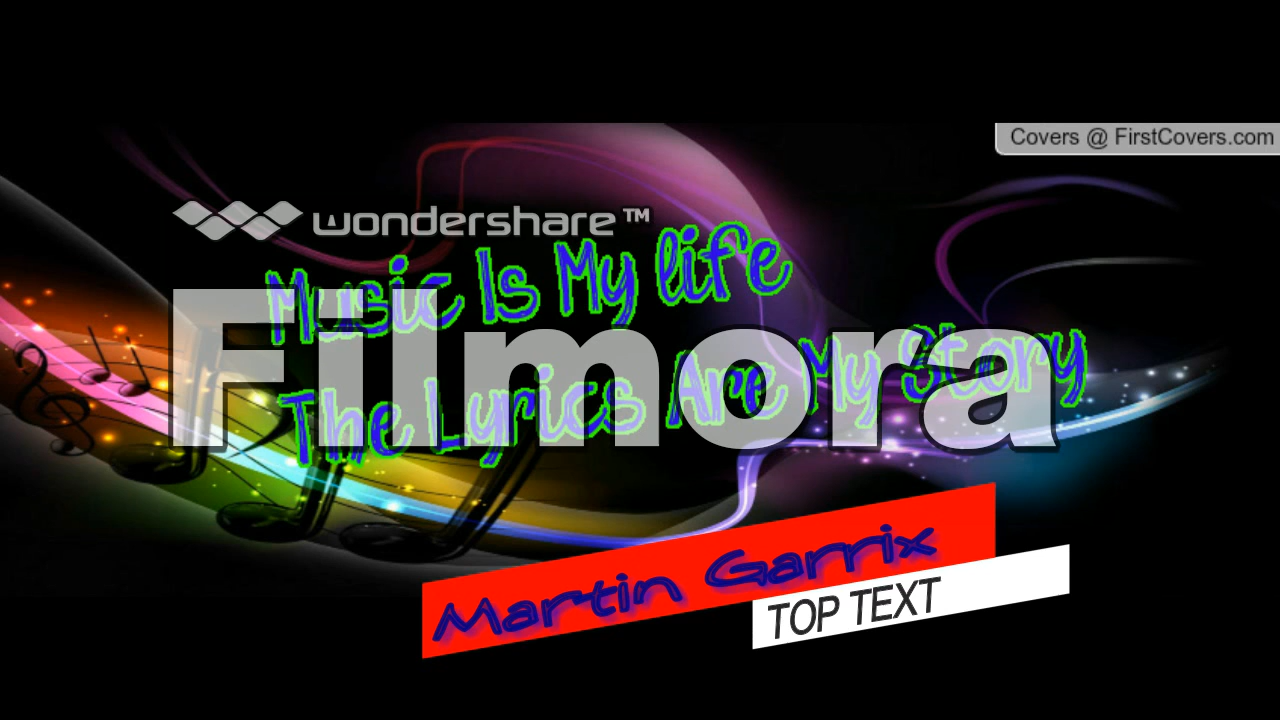 Covers @ FirstCovers.com
wondershare™
Music Is My life
Filmora
The Lyrics Are My Story
Martin Garrix
TOP TEXT